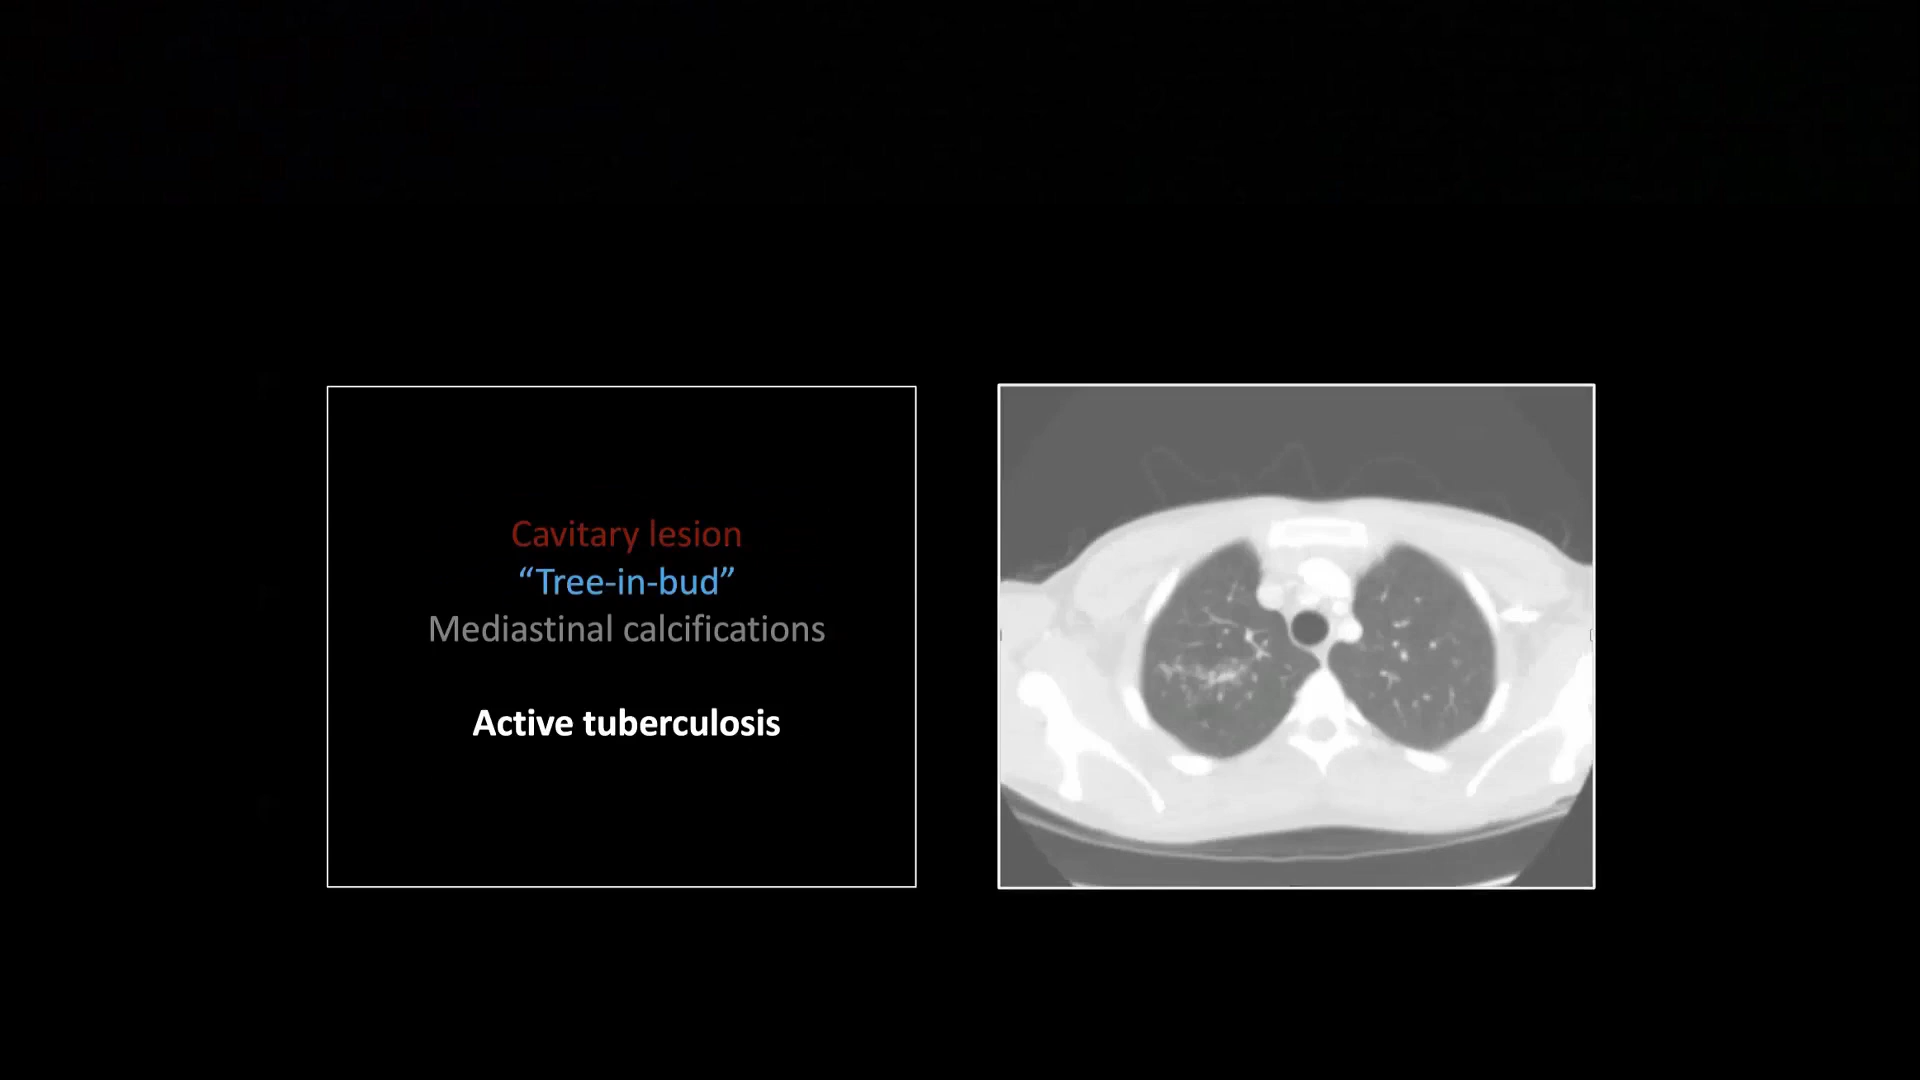 Cavitary lesion
“Tree-in-bud”
Mediastinal calcifications
Active tuberculosis